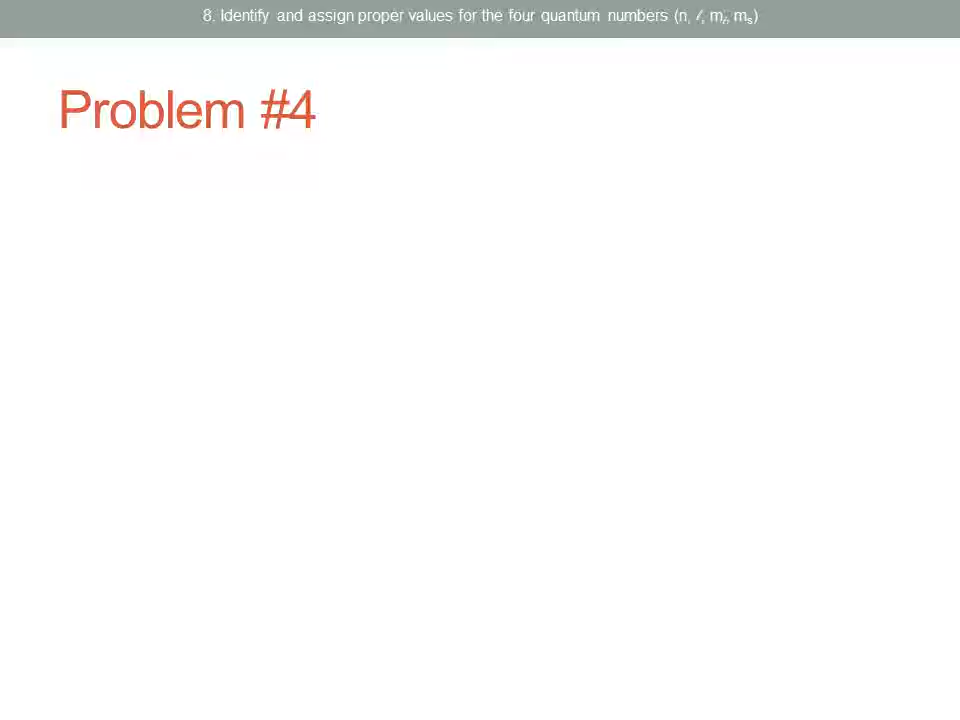 8. Identify and assign proper values for the four quantum numbers (n, ℓ, mℓ, ms)
Problem #4